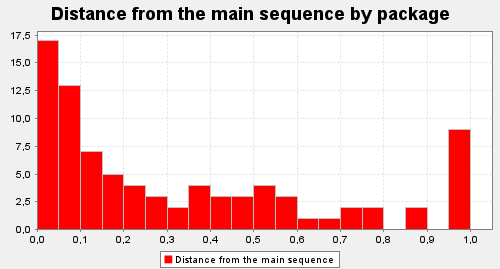 Distance from the main sequence by package
17,5
15,0
12,5
10,0
7,5
5,0
2,5
0,0
0,0 0,1 0,2 0,3 0,4 0,5 0,6 0,7 0,8 0,9 1,0
Distance from the main sequence